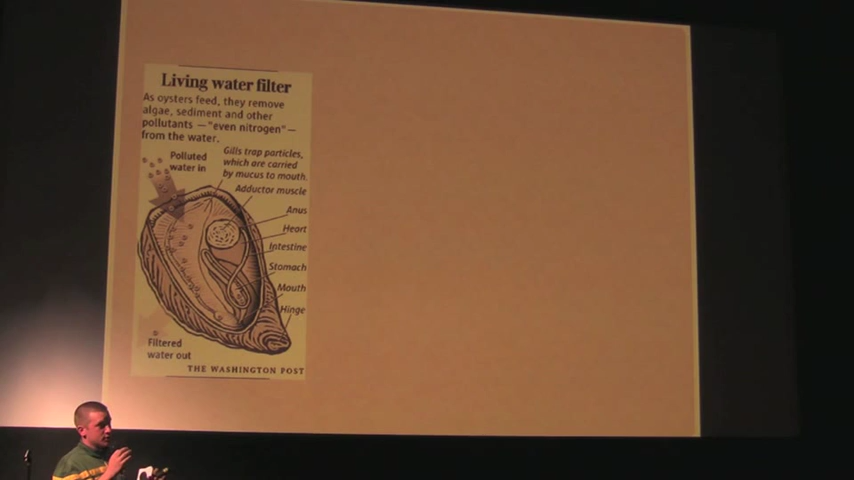 Living water filter
As oysters feed, they remove
algae, sediment and other
pollutants — "even nitrogen"—
from the water.
Polluted
water in
Gills trap particles,
which are carried
by mucus to mouth.
Adductor muscle
Anus
Heart
Intestine
Stomach
Mouth
Hinge
Filtered
water out
THE WASHINGTON POST